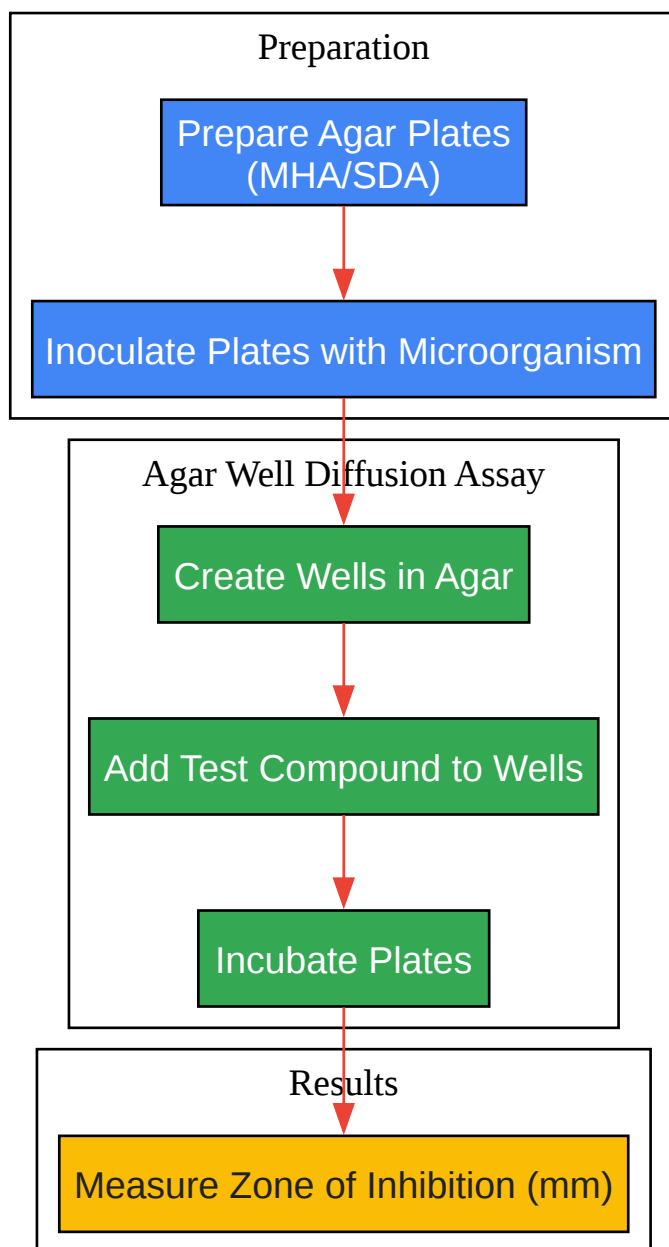 Preparation
Prepare Agar Plates
(MHA/SDA)
Inoculate Plates with Microorganism
Agar Well Diffusion Assay
Create Wells in Agar
Add Test Compound to Wells
Incubate Plates
Results
Measure Zone of Inhibition (mm)